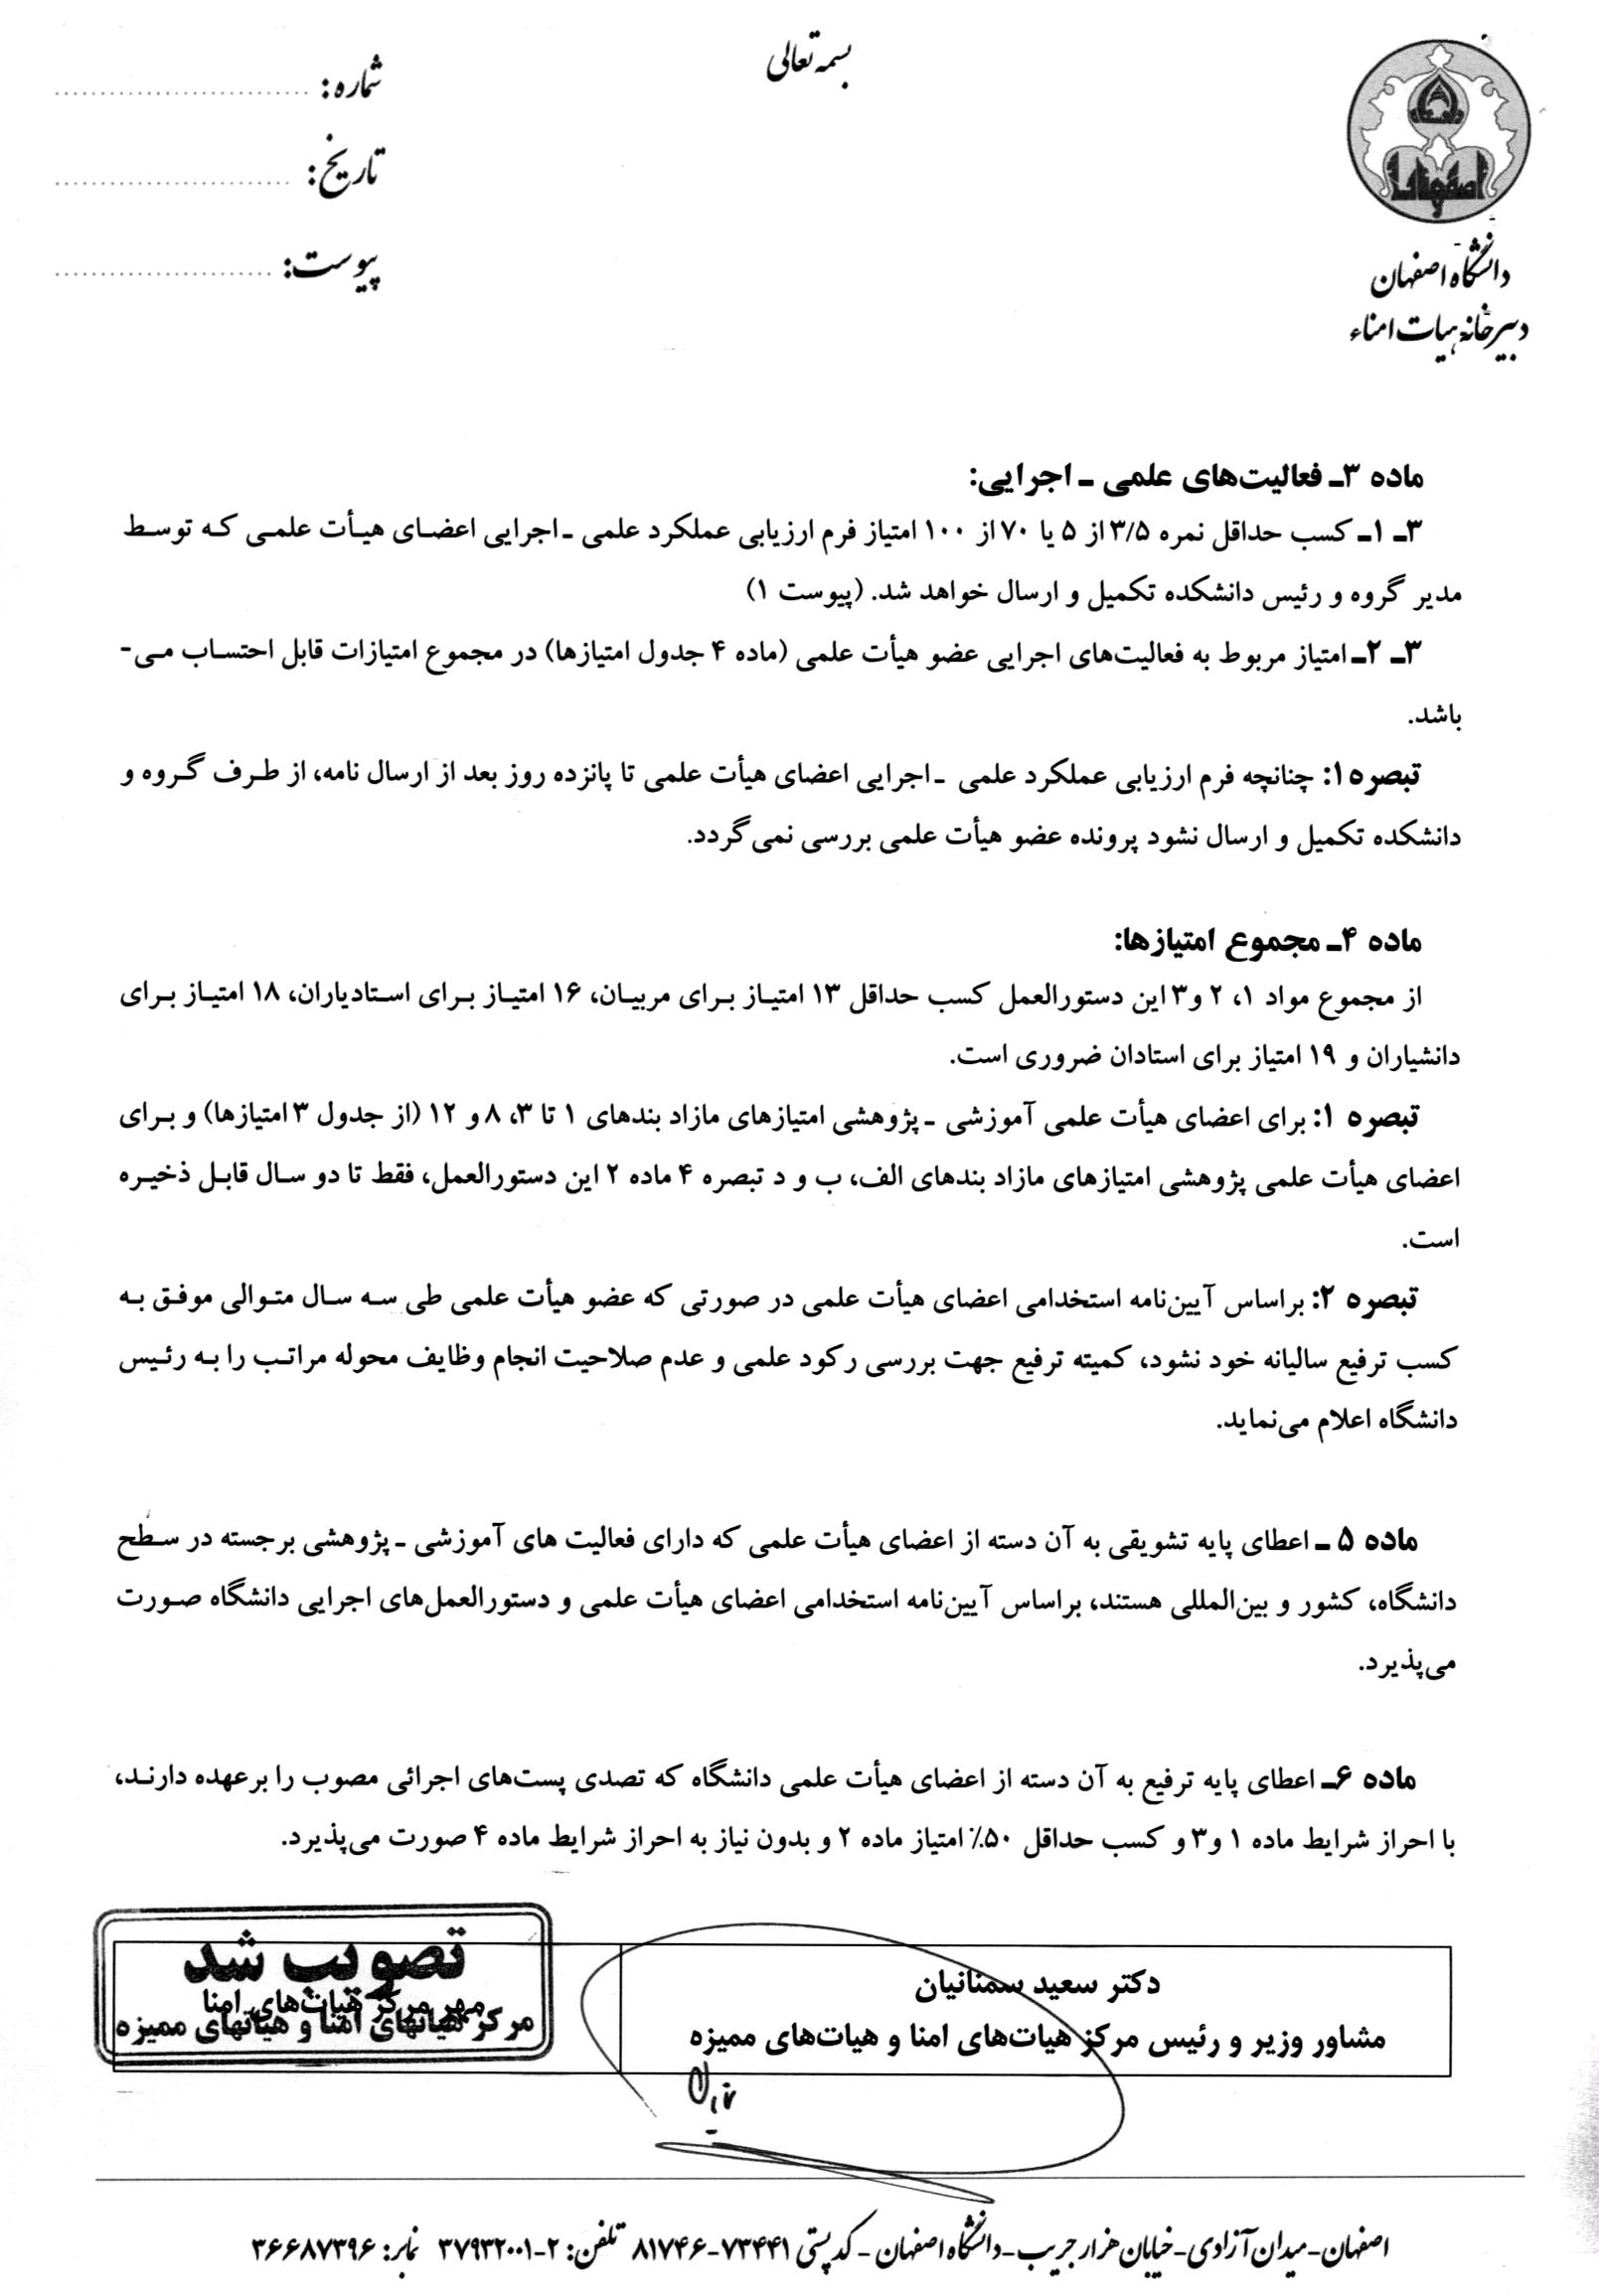 بسمه تعالی
شماره: ............................
تاریخ: ............................
پیوست: ............................
دانشگاه اصفهان
دبیرخانه هیات امناء
ماده ۳ـ فعالیت‌های علمی ـ اجرایی:
۳ـ ۱ـ کسب حداقل نمره ۳/۵ از ۵ یا ۷۰ از ۱۰۰ امتیاز فرم ارزیابی عملکرد علمی ـ اجرایی اعضای هیأت علمی که توسط
مدیر گروه و رئیس دانشکده تکمیل و ارسال خواهد شد. (پیوست ۱)
۳ـ ۲ـ امتیاز مربوط به فعالیت‌های اجرایی عضو هیأت علمی (ماده ۴ جدول امتیازها) در مجموع امتیازات قابل احتساب می-
باشد.
تبصره ۱: چنانچه فرم ارزیابی عملکرد علمی ـ اجرایی اعضای هیأت علمی تا پانزده روز بعد از ارسال نامه، از طرف گروه و
دانشکده تکمیل و ارسال نشود پرونده عضو هیأت علمی بررسی نمی‌گردد.
ماده ۴ـ مجموع امتیازها:
از مجموع مواد ۱، ۲ و ۳ این دستورالعمل کسب حداقل ۱۳ امتیاز برای مربیان، ۱۶ امتیاز برای استادیاران، ۱۸ امتیاز برای
دانشیاران و ۱۹ امتیاز برای استادان ضروری است.
تبصره ۱: برای اعضای هیأت علمی آموزشی ـ پژوهشی امتیازهای مازاد بندهای ۱ تا ۳، ۸ و ۱۲ (از جدول ۳ امتیازها) و برای
اعضای هیأت علمی پژوهشی امتیازهای مازاد بندهای الف، ب و د تبصره ۴ ماده ۲ این دستورالعمل، فقط تا دو سال قابل ذخیره
است.
تبصره ۲: براساس آیین‌نامه استخدامی اعضای هیأت علمی در صورتی که عضو هیأت علمی طی سه سال متوالی موفق به
کسب ترفیع سالیانه خود نشود، کمیته ترفیع جهت بررسی رکود علمی و عدم صلاحیت انجام وظایف محوله مراتب را به رئیس
دانشگاه اعلام می‌نماید.
ماده ۵ ـ اعطای پایه تشویقی به آن دسته از اعضای هیأت علمی که دارای فعالیت های آموزشی ـ پژوهشی برجسته در سطح
دانشگاه، کشور و بین‌المللی هستند، براساس آیین‌نامه استخدامی اعضای هیأت علمی و دستورالعمل‌های اجرایی دانشگاه صورت
می‌پذیرد.
ماده ۶ـ اعطای پایه ترفیع به آن دسته از اعضای هیأت علمی دانشگاه که تصدی پست‌های اجرائی مصوب را برعهده دارند،
با احراز شرایط ماده ۱ و ۳ و کسب حداقل ۵۰٪ امتیاز ماده ۲ و بدون نیاز به احراز شرایط ماده ۴ صورت می‌پذیرد.
دکتر سعید سمنانیان
مشاور وزیر و رئیس مرکز هیات‌های امنا و هیات‌های ممیزه
تصویب شد
مهر مرکز هیات‌های امنا
مرکز هیاتهای امنا و هیاتهای ممیزه
اصفهان-میدان آزادی-خیابان هزارجریب-دانشگاه اصفهان - کد پستی ۷۳۴۴۱-۸۱۷۴۶ تلفن: ۲-۳۷۹۳۲۰۰۱ نمابر: ۳۶۶۸۷۳۹۶